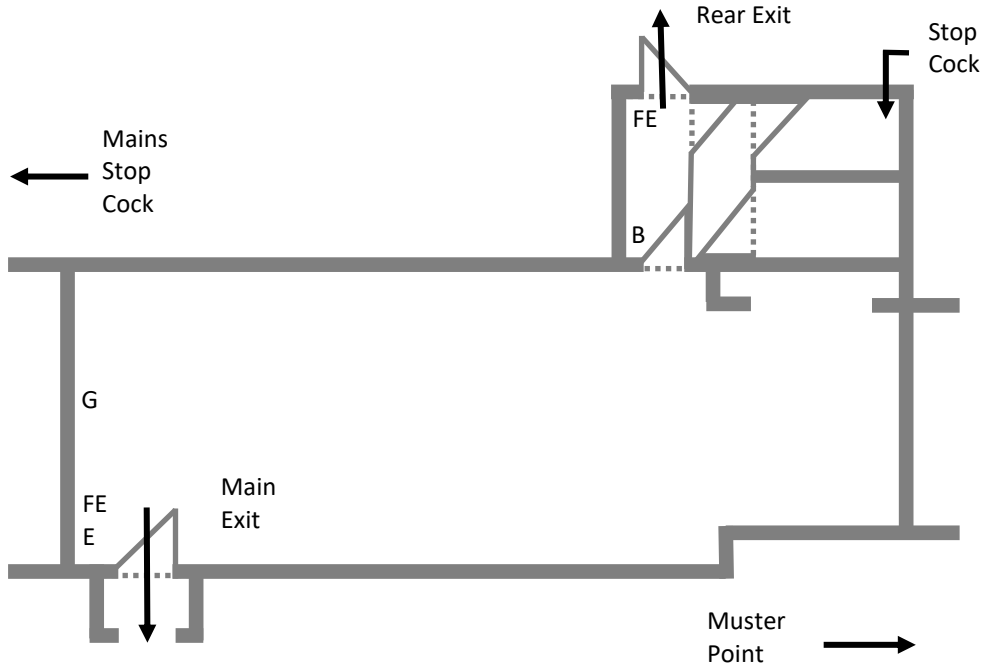 Rear Exit
Stop
Cock
FE
Mains
Stop
Cock
B
G
FE
E
Main
Exit
Muster
Point